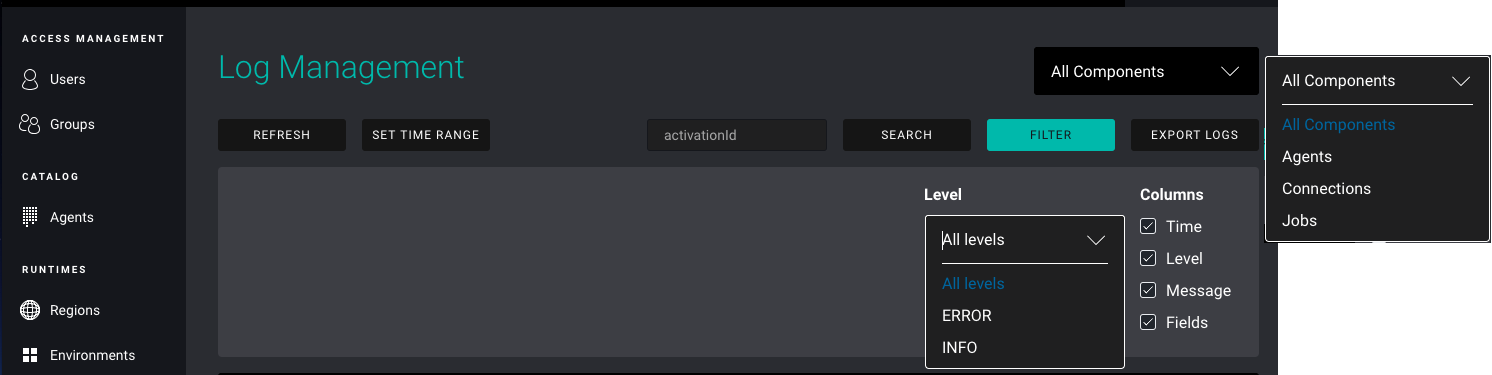 ACCESS MANAGEMENT
Users
Groups
CATALOG
Agents
RUNTIMES
Regions
Environments
Log Management
All Components
REFRESH
SET TIME RANGE
activationId
SEARCH
FILTER
EXPORT LOGS
Level
All levels
All levels
ERROR
INFO
Columns
Time
Level
Message
Fields
All Components
All Components
Agents
Connections
Jobs